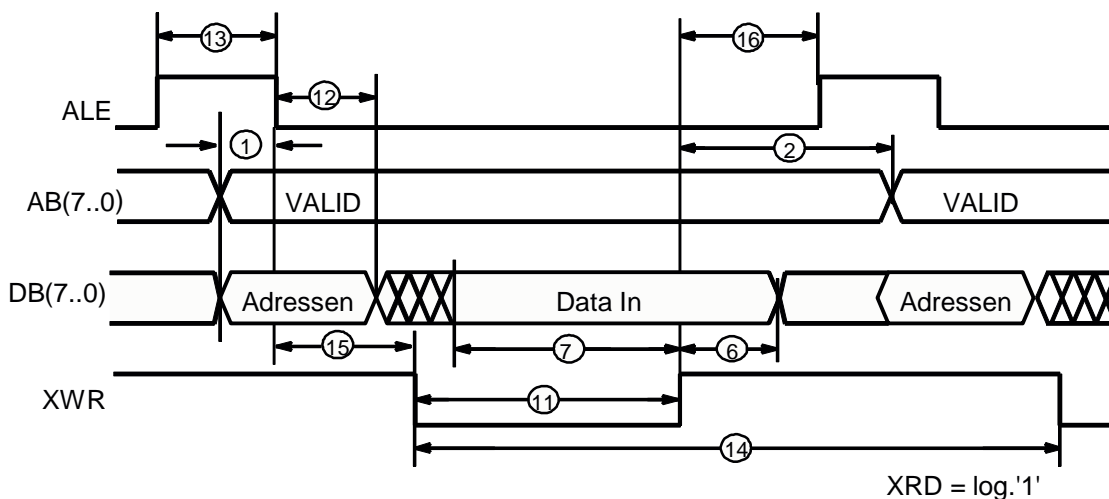 13
16
ALE
12
1
2
AB(7..0)
VALID
VALID
DB(7..0)
Adressen
Data In
Adressen
15
7
6
XWR
11
14
XRD = log.'1'